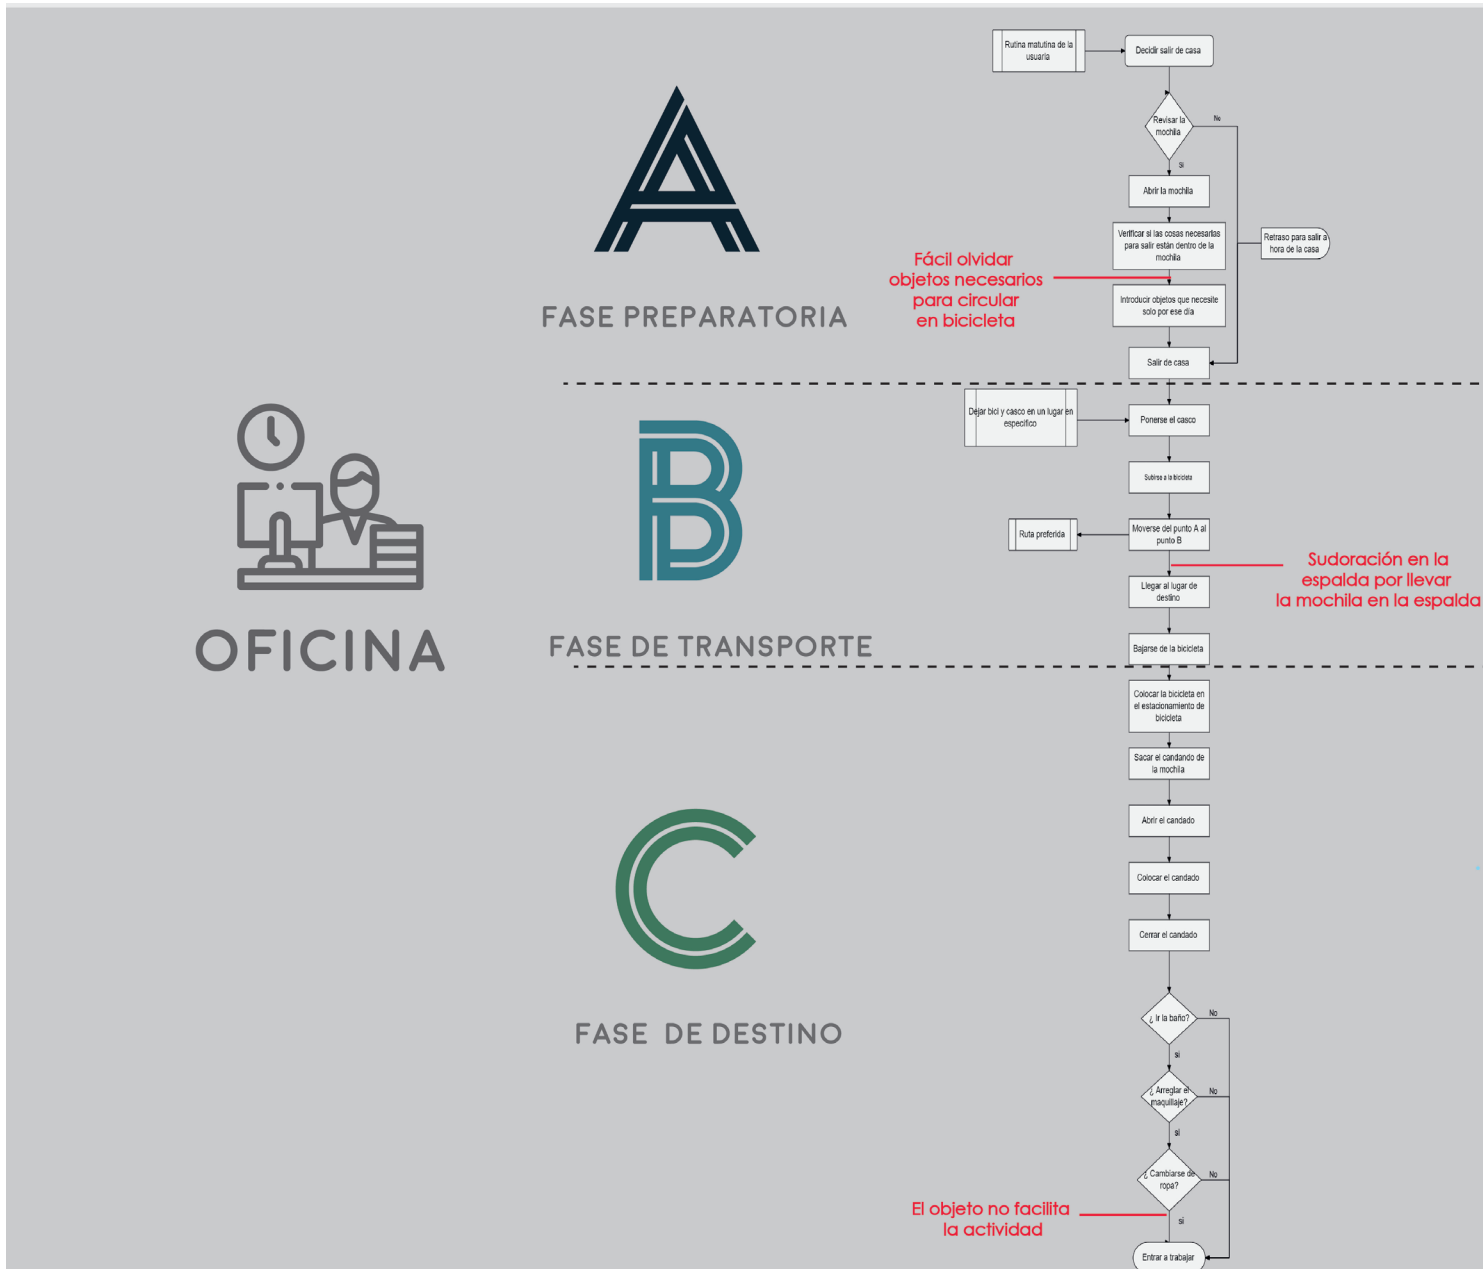 Rutina matutina de la
usuaria
Decidir salir de casa
Revisar la
mochila
No
Si
Abrir la mochila
Verificar si las cosas necesarias
para salir están dentro de la
mochila
Retraso para salir a
hora de la casa
Fácil olvidar
objetos necesarios
para circular
en bicicleta
Introducir objetos que necesite
solo por ese día
Salir de casa
A
FASE PREPARATORIA
Dejar bici y casco en un lugar en
específico
Ponerse el casco
Subirse a la bicicleta
Ruta preferida
Moverse del punto A al
punto B
Sudoración en la
espalda por llevar
la mochila en la espalda
Llegar al lugar de
destino
Bajarse de la bicicleta
B
FASE DE TRANSPORTE
OFICINA
Colocar la bicicleta en
el estacionamiento de
bicicleta
Sacar el candando de
la mochila
Abrir el candado
Colocar el candado
Cerrar el candado
C
FASE DE DESTINO
¿ Ir la baño?
No
si
¿ Arreglar el
maquillaje?
No
si
¿ Cambiarse de
ropa?
No
si
El objeto no facilita
la actividad
Entrar a trabajar